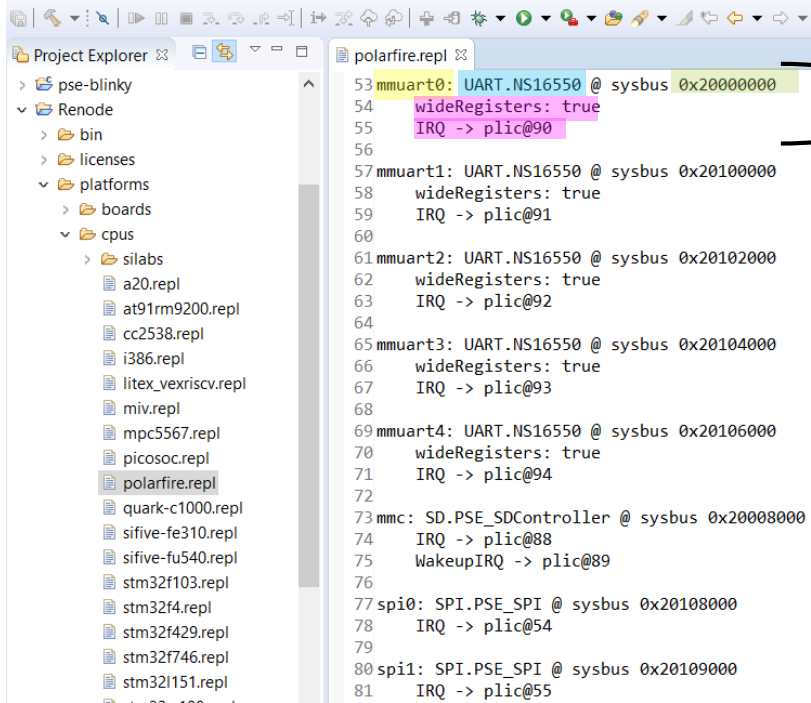 Project Explorer
pse-blinky
Renode
bin
licenses
platforms
boards
cpus
silabs
a20.repl
at91rm9200.repl
cc2538.repl
i386.repl
litex_vexriscv.repl
miv.repl
mpc5567.repl
picosoc.repl
polarfire.repl
quark-c1000.repl
sifive-fe310.repl
sifive-fu540.repl
stm32f103.repl
stm32f4.repl
stm32f429.repl
stm32f746.repl
stm32l151.repl
polarfire.repl
53 mmuart0: UART.NS16550 @ sysbus 0x20000000
54 wideRegisters: true
55 IRQ -> plic@90
56
57 mmuart1: UART.NS16550 @ sysbus 0x20100000
58 wideRegisters: true
59 IRQ -> plic@91
60
61 mmuart2: UART.NS16550 @ sysbus 0x20102000
62 wideRegisters: true
63 IRQ -> plic@92
64
65 mmuart3: UART.NS16550 @ sysbus 0x20104000
66 wideRegisters: true
67 IRQ -> plic@93
68
69 mmuart4: UART.NS16550 @ sysbus 0x20106000
70 wideRegisters: true
71 IRQ -> plic@94
72
73 mmc: SD.PSE_SDController @ sysbus 0x20008000
74 IRQ -> plic@88
75 WakeupIRQ -> plic@89
76
77 spi0: SPI.PSE_SPI @ sysbus 0x20108000
78 IRQ -> plic@54
79
80 spi1: SPI.PSE_SPI @ sysbus 0x20109000
81 IRQ -> plic@55